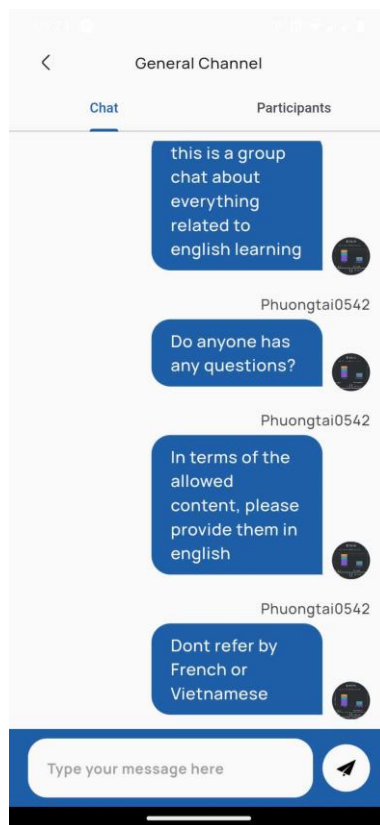 General Channel
Chat
Participants
this is a group
chat about
everything
related to
english learning
Phuongtai0542
Do anyone has
any questions?
Phuongtai0542
In terms of the
allowed
content, please
provide them in
english
Phuongtai0542
Dont refer by
French or
Vietnamese
Type your message here